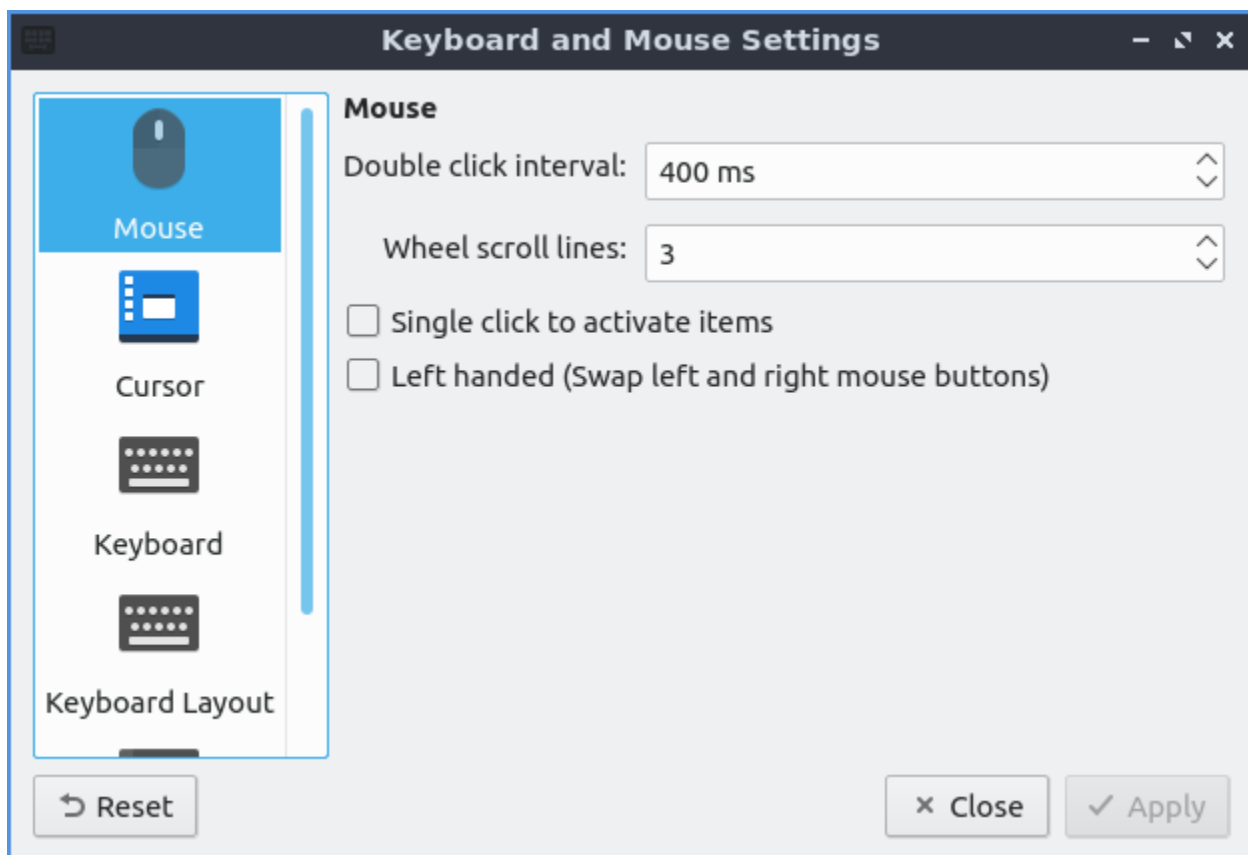 Keyboard and Mouse Settings
Mouse
Cursor
Keyboard
Keyboard Layout
Mouse
Double click interval: 400 ms
Wheel scroll lines: 3
Single click to activate items
Left handed (Swap left and right mouse buttons)
Reset
Close
Apply